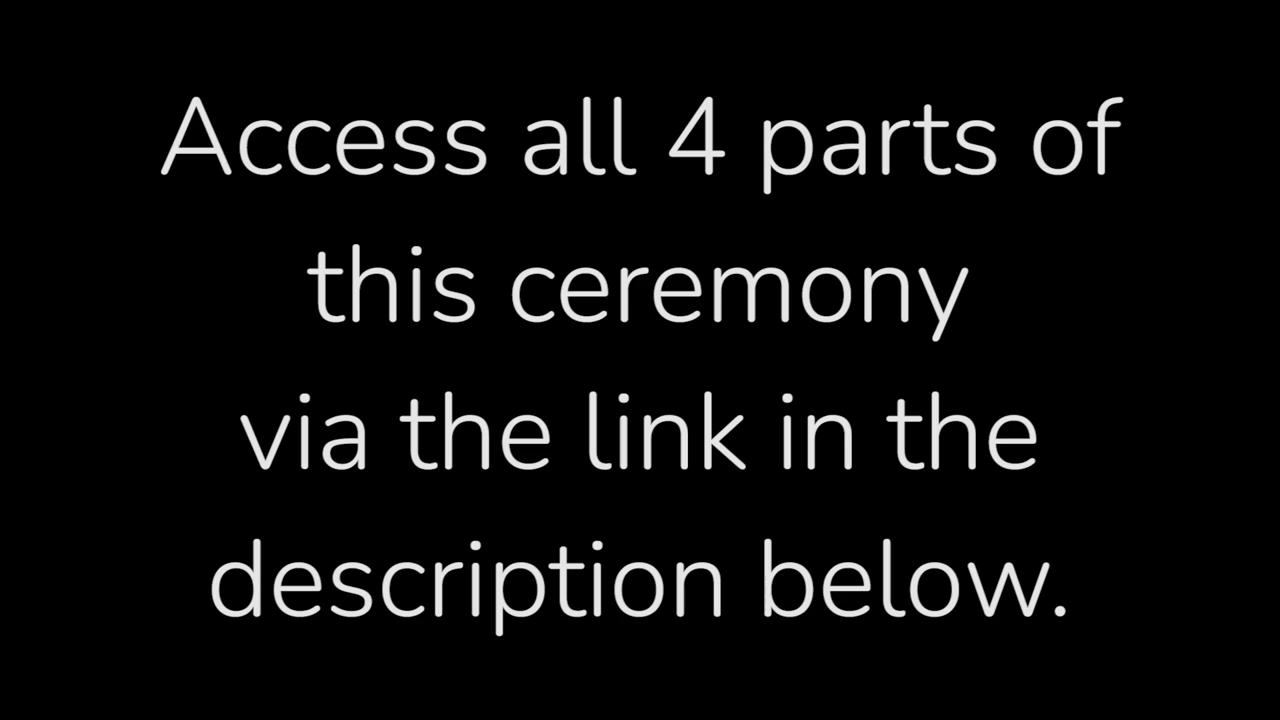 Access all 4 parts of
this ceremony
via the link in the
description below.